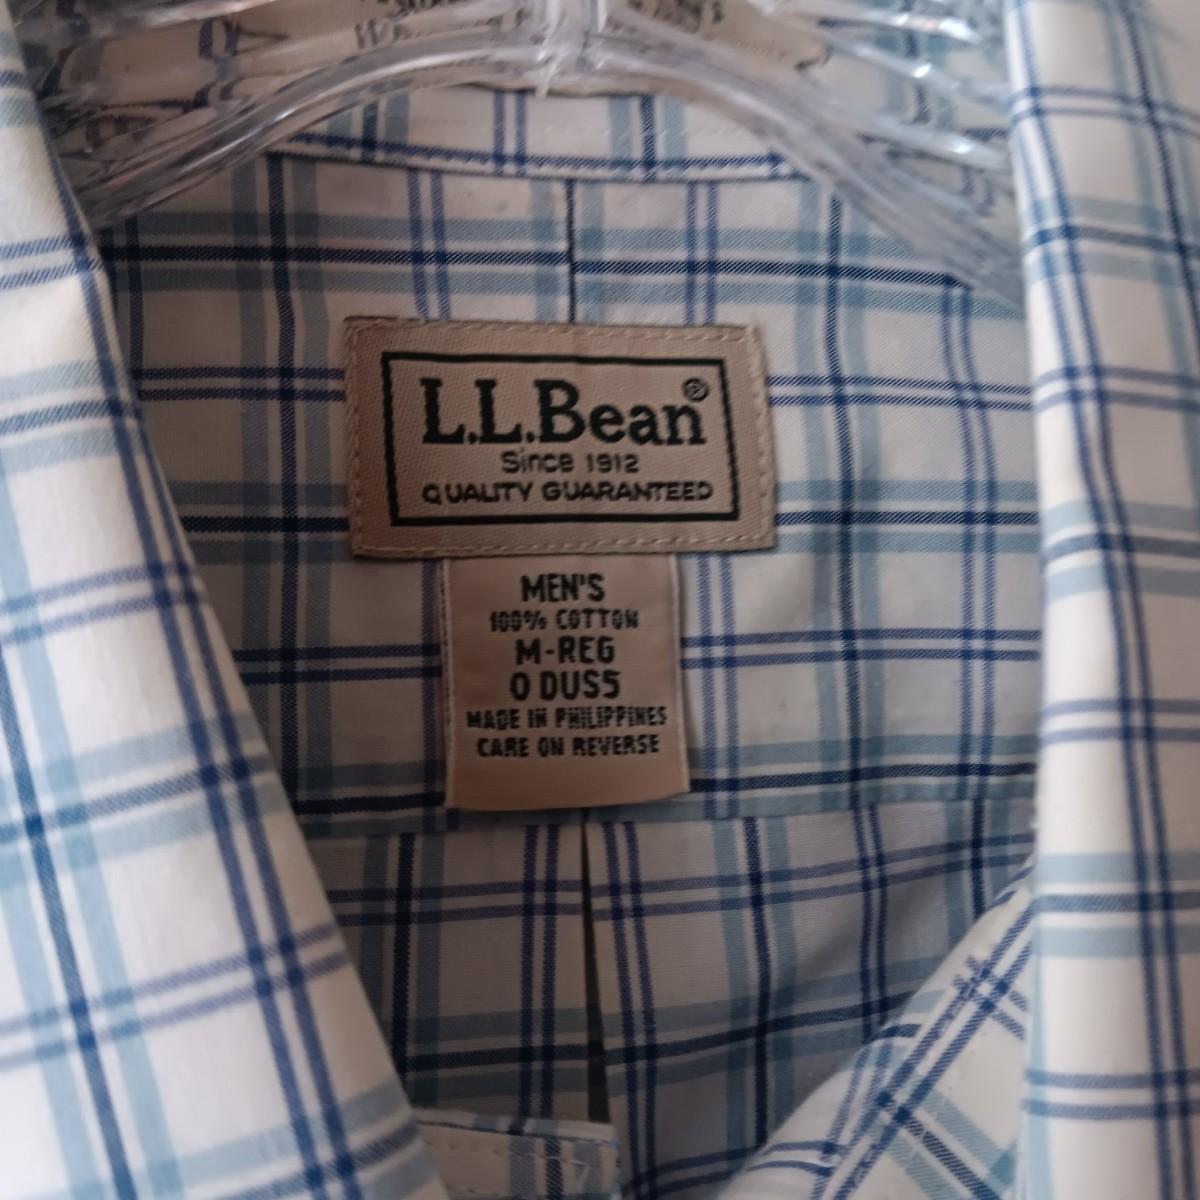 L.L.Bean®
Since 1912
QUALITY GUARANTEED
MEN'S
100% COTTON
M-REG
0 DUS5
MADE IN PHILIPPINES
CARE ON REVERSE